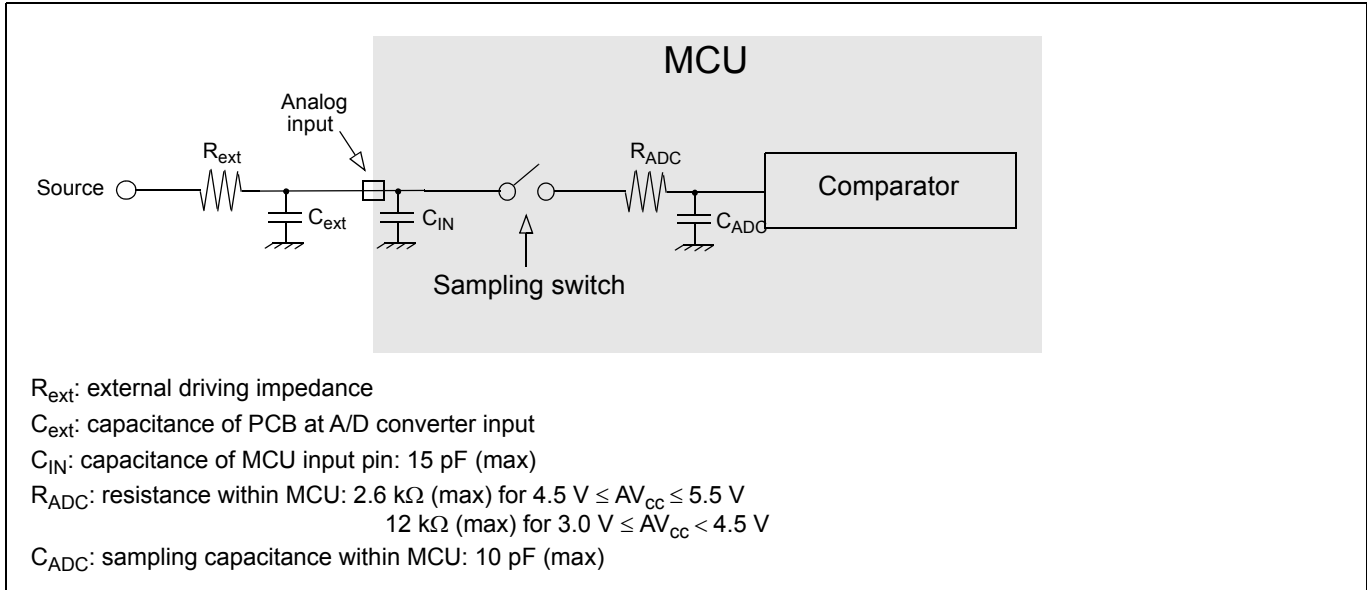 MCU
Analog
input
R_ext
R_ADC
Source
Comparator
C_ext
C_IN
C_ADC
Sampling switch
R_ext: external driving impedance
C_ext: capacitance of PCB at A/D converter input
C_IN: capacitance of MCU input pin: 15 pF (max)
R_ADC: resistance within MCU: 2.6 kΩ (max) for 4.5 V ≤ AV_cc ≤ 5.5 V
12 kΩ (max) for 3.0 V ≤ AV_cc < 4.5 V
C_ADC: sampling capacitance within MCU: 10 pF (max)